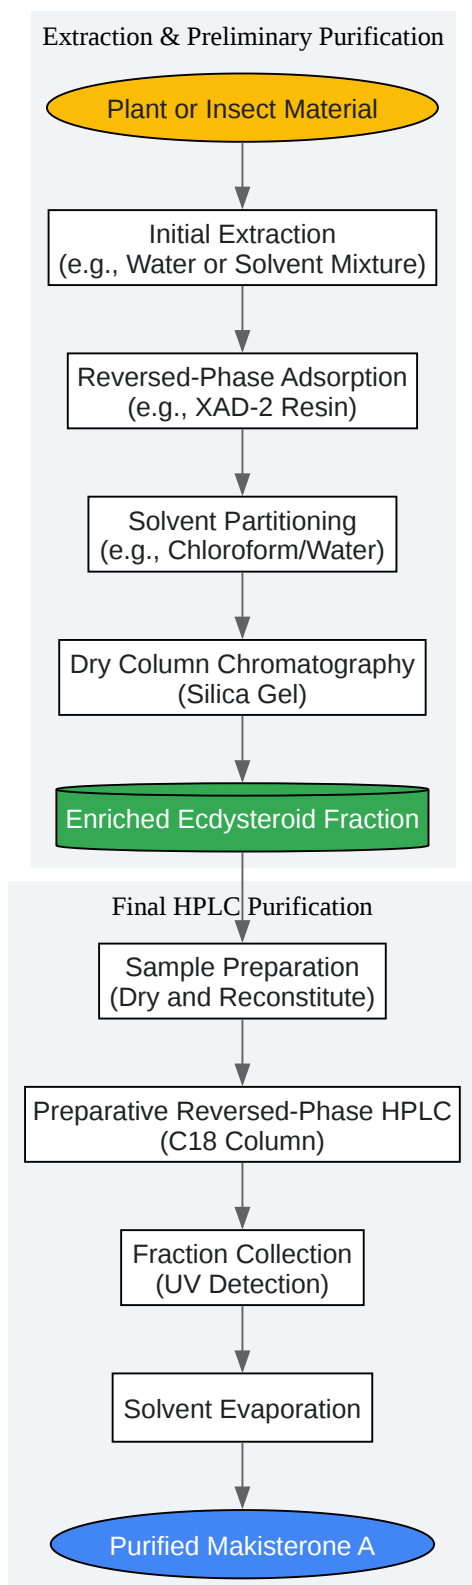 Extraction & Preliminary Purification
Plant or Insect Material
Initial Extraction
(e.g., Water or Solvent Mixture)
Reversed-Phase Adsorption
(e.g., XAD-2 Resin)
Solvent Partitioning
(e.g., Chloroform/Water)
Dry Column Chromatography
(Silica Gel)
Enriched Ecdysteroid Fraction
Final HPLC Purification
Sample Preparation
(Dry and Reconstitute)
Preparative Reversed-Phase HPLC
(C18 Column)
Fraction Collection
(UV Detection)
Solvent Evaporation
Purified Makisterone A